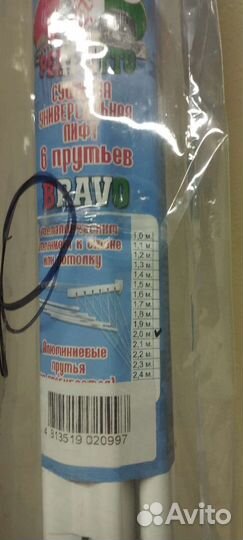 УНИВЕРСАЛЬНАЯ
ЛИФТ
6 прутьев
BRAVO
или потолку
1,0 м
1,1 м
1,2 м
1,3 м
1,4 м
1,5 м
1,6 м
1,7 м
1,8 м
1,9 м
2,0 м
2,1 м
2,2 м
2,3 м
2,4 м
Алюминиевые
прутья
4 813519 020997
Avito